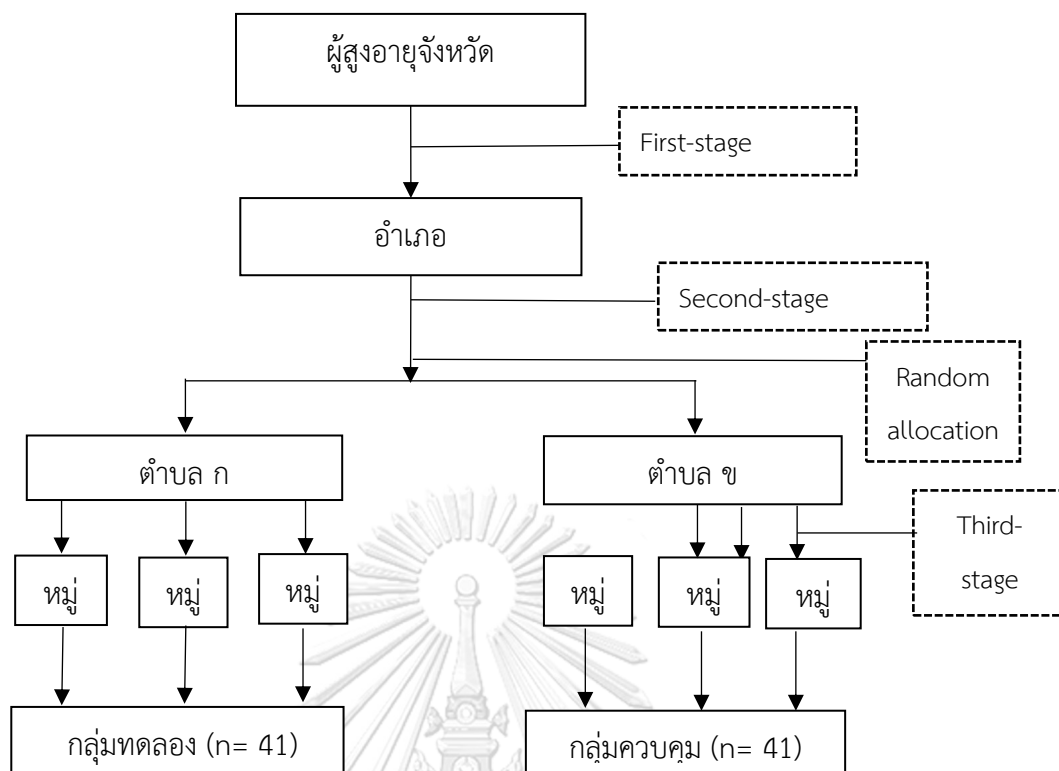 ผู้สูงอายุจังหวัด
First-stage
อำเภอ
Second-stage
Random
allocation
ตำบล ก
ตำบล ข
Third-
stage
หมู่
หมู่
หมู่
หมู่
หมู่
หมู่
กลุ่มทดลอง (n= 41)
กลุ่มควบคุม (n= 41)